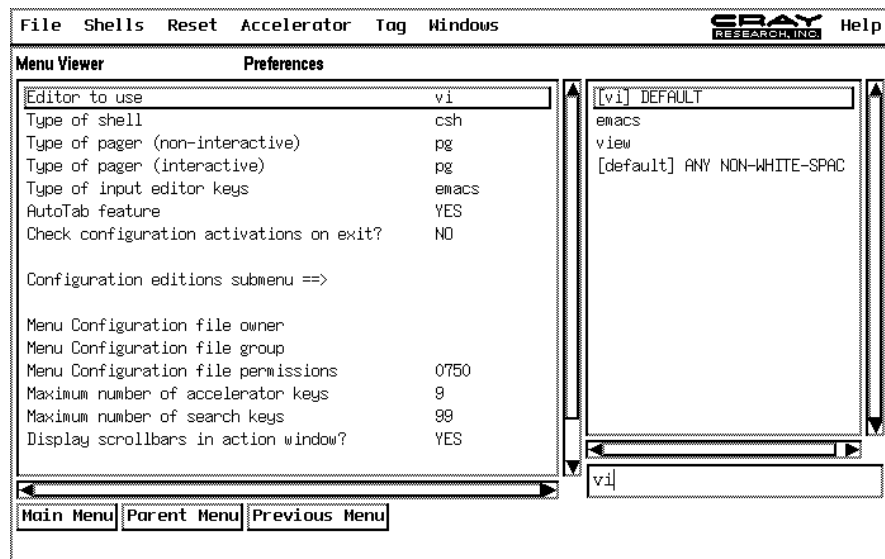 File Shells Reset Accelerator Tag Windows CRAY RESEARCH, INC. Help
Menu Viewer Preferences
Editor to use vi
Type of shell csh
Type of pager (non-interactive) pg
Type of pager (interactive) pg
Type of input editor keys emacs
AutoTab feature YES
Check configuration activations on exit? NO
Configuration editions submenu ==>
Menu Configuration file owner
Menu Configuration file group
Menu Configuration file permissions 0750
Maximum number of accelerator keys 9
Maximum number of search keys 99
Display scrollbars in action window? YES
[vi] DEFAULT
emacs
view
[default] ANY NON-WHITE-SPAC
vi
Main Menu Parent Menu Previous Menu